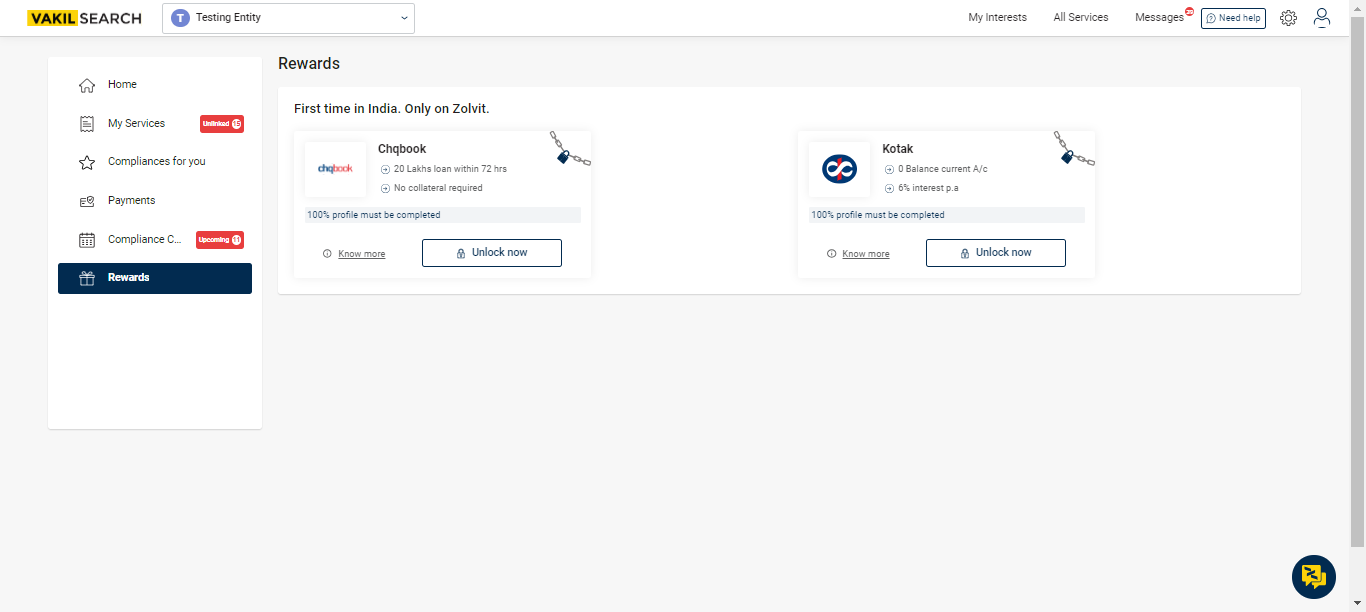 VAKILSEARCH
T Testing Entity
My Interests
All Services
Messages
Need help
Home
My Services
Unlinked 15
Compliances for you
Payments
Compliance C...
Upcoming 11
Rewards
Rewards
First time in India. Only on Zolvit.
chqbook
Chqbook
20 Lakhs loan within 72 hrs
No collateral required
100% profile must be completed
Know more
Unlock now
Kotak
0 Balance current A/c
6% interest p.a
100% profile must be completed
Know more
Unlock now